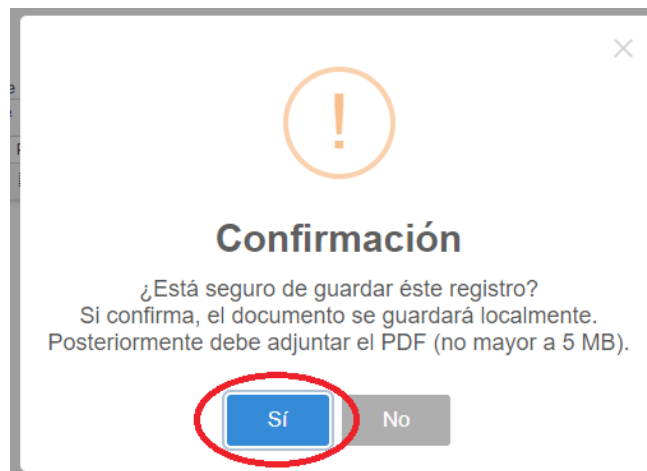 Confirmación
¿Está seguro de guardar éste registro?
Si confirma, el documento se guardará localmente.
Posteriormente debe adjuntar el PDF (no mayor a 5 MB).
Sí
No